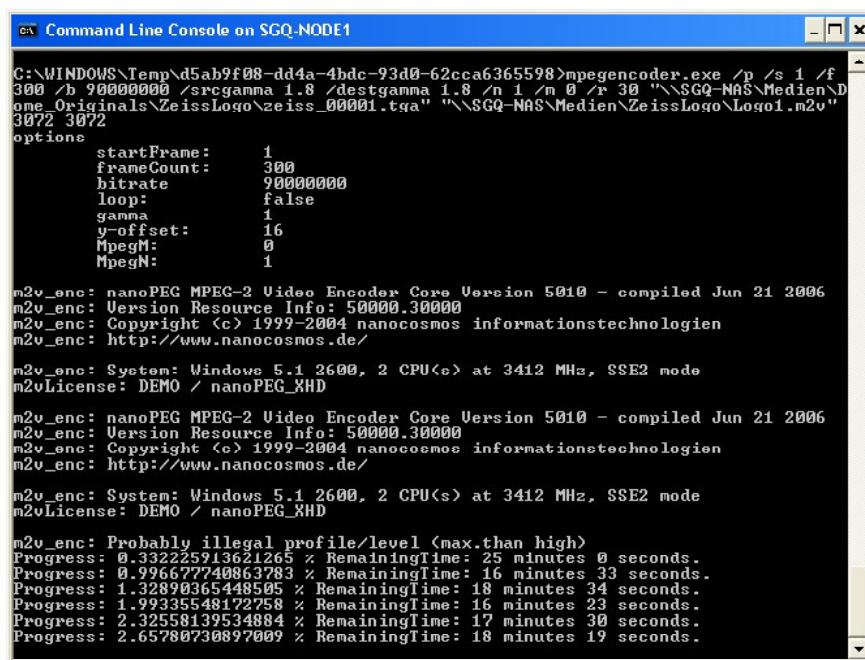 Command Line Console on SGQ-NODE1
C:\WINDOWS\Temp\d5ab9f08-dd4a-4bdc-93d0-62cca6365598>mpegencoder.exe /p /s 1 /f
300 /b 90000000 /srcgamma 1.8 /destgamma 1.8 /n 1 /m 0 /r 30 "\\SGQ-NAS\Medien\D
ome_Originals\ZeissLogo\zeiss_00001.tga" "\\SGQ-NAS\Medien\ZeissLogo\Logo1.m2v"
3072 3072
options
startFrame: 1
frameCount: 300
bitrate 90000000
loop: false
gamma 1
y-offset: 16
MpegM: 0
MpegN: 1
m2v_enc: nanoPEG MPEG-2 Video Encoder Core Version 5010 - compiled Jun 21 2006
m2v_enc: Version Resource Info: 50000.30000
m2v_enc: Copyright (c) 1999-2004 nanocosmos informationstechnologien
m2v_enc: http://www.nanocosmos.de/
m2v_enc: System: Windows 5.1 2600, 2 CPU(s) at 3412 MHz, SSE2 mode
m2vLicense: DEMO / nanoPEG_XHD
m2v_enc: nanoPEG MPEG-2 Video Encoder Core Version 5010 - compiled Jun 21 2006
m2v_enc: Version Resource Info: 50000.30000
m2v_enc: Copyright (c) 1999-2004 nanocosmos informationstechnologien
m2v_enc: http://www.nanocosmos.de/
m2v_enc: System: Windows 5.1 2600, 2 CPU(s) at 3412 MHz, SSE2 mode
m2vLicense: DEMO / nanoPEG_XHD
m2v_enc: Probably illegal profile/level (max.than high)
Progress: 0.332225913621265 % RemainingTime: 25 minutes 0 seconds.
Progress: 0.996677740863783 % RemainingTime: 16 minutes 33 seconds.
Progress: 1.32890365448505 % RemainingTime: 18 minutes 34 seconds.
Progress: 1.99335548172758 % RemainingTime: 16 minutes 23 seconds.
Progress: 2.32558139534884 % RemainingTime: 17 minutes 30 seconds.
Progress: 2.65780730897009 % RemainingTime: 18 minutes 19 seconds.